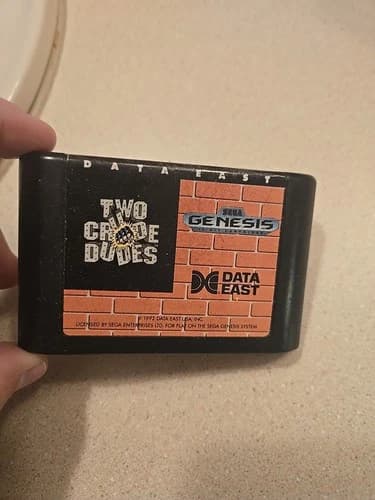 DATA EAST
TWO
CRUDE
DUDES
SEGA
GENESIS
DATA
EAST
© 1992 DATA EAST USA, INC.
LICENSED BY SEGA ENTERPRISES LTD. FOR PLAY ON THE SEGA GENESIS SYSTEM